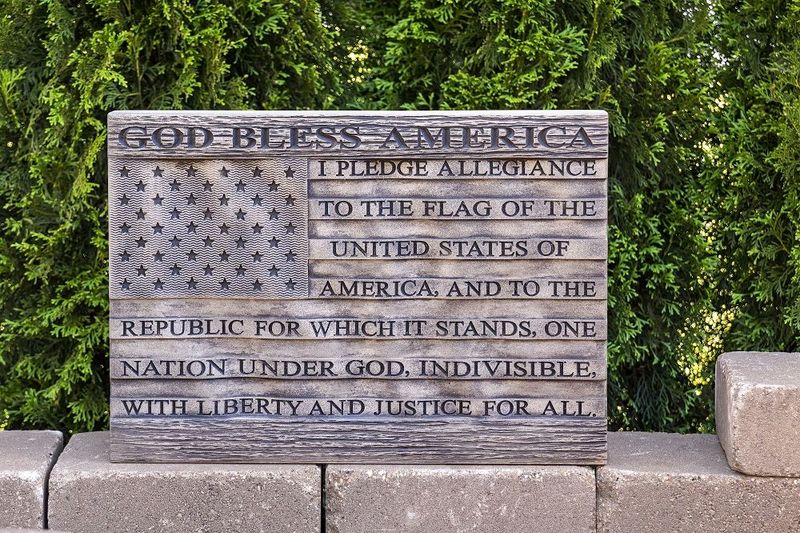 GOD BLESS AMERICA
I PLEDGE ALLEGIANCE
TO THE FLAG OF THE
UNITED STATES OF
AMERICA, AND TO THE
REPUBLIC FOR WHICH IT STANDS, ONE
NATION UNDER GOD, INDIVISIBLE,
WITH LIBERTY AND JUSTICE FOR ALL.